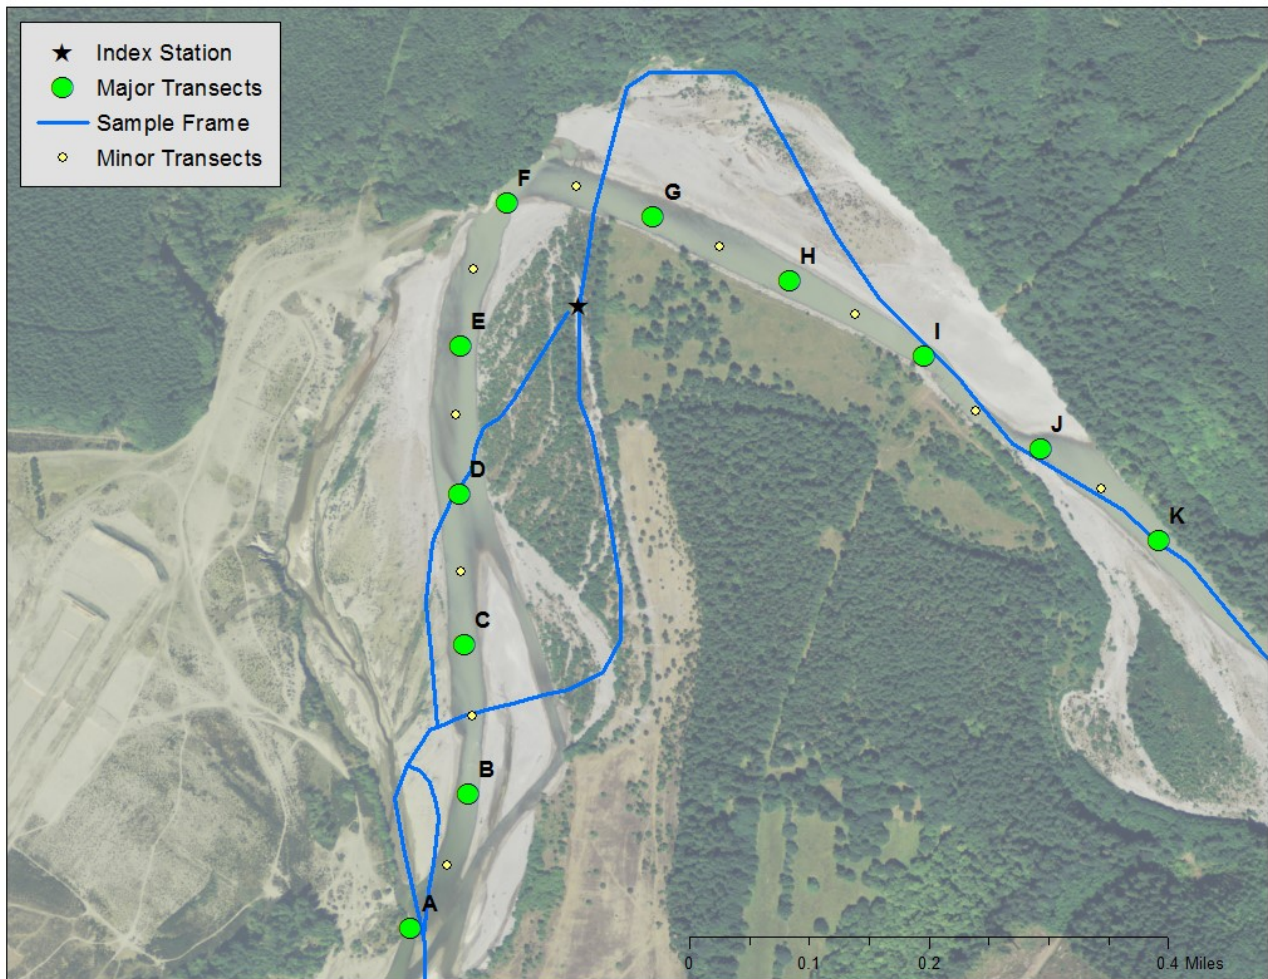 Index Station
Major Transects
Sample Frame
Minor Transects
F
G
H
E
I
J
D
K
C
B
A
0 0.1 0.2 0.4 Miles